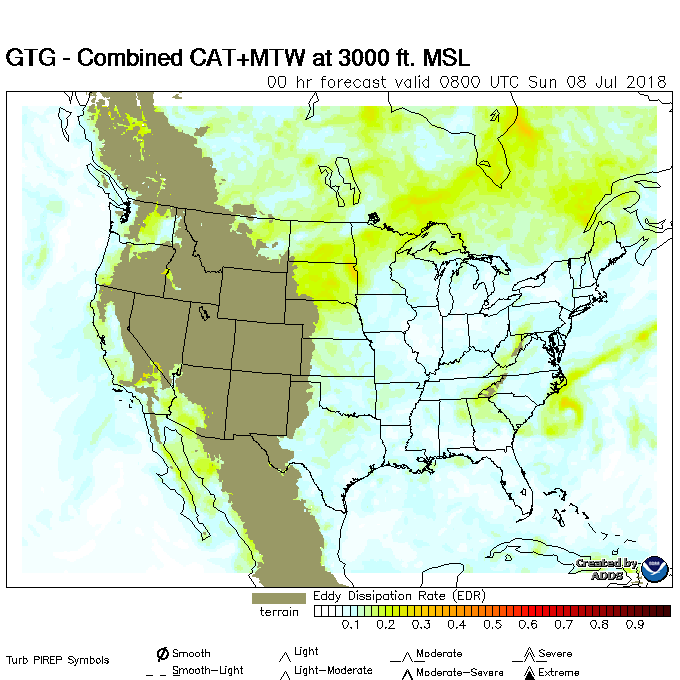 GTG - Combined CAT+MTW at 3000 ft. MSL
00 hr forecast valid 0800 UTC Sun 08 Jul 2018
Created by
ADDS
terrain
Eddy Dissipation Rate (EDR)
0.1 0.2 0.3 0.4 0.5 0.6 0.7 0.8 0.9
Turb PIREP Symbols
Smooth Light Moderate Severe
Smooth-Light Light-Moderate Moderate-Severe Extreme